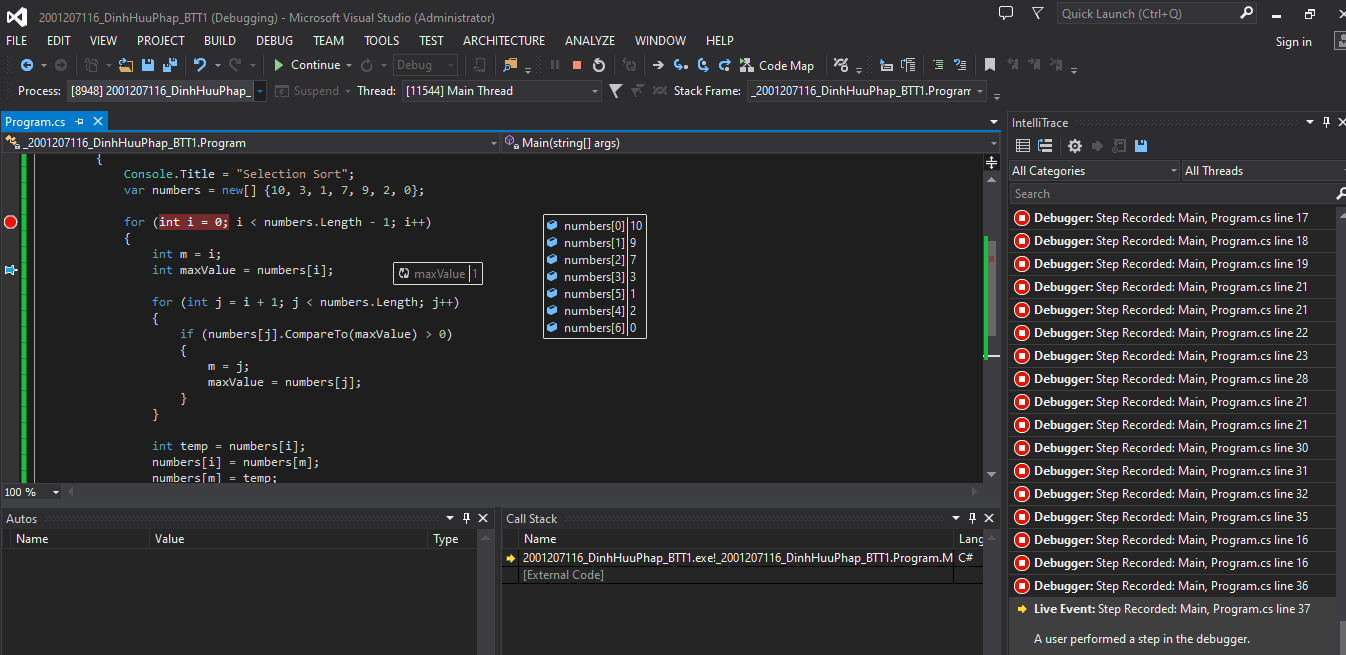 2001207116_DinhHuuPhap_BTT1 (Debugging) - Microsoft Visual Studio (Administrator)
Quick Launch (Ctrl+Q)
FILE EDIT VIEW PROJECT BUILD DEBUG TEAM TOOLS TEST ARCHITECTURE ANALYZE WINDOW HELP
Sign in
Continue Debug Code Map
Process: [8948] 2001207116_DinhHuuPhap_ Suspend Thread: [11544] Main Thread Stack Frame: _2001207116_DinhHuuPhap_BTT1.Program
Program.cs
_2001207116_DinhHuuPhap_BTT1.Program Main(string[] args)
{
Console.Title = "Selection Sort";
var numbers = new[] {10, 3, 1, 7, 9, 2, 0};
for (int i = 0; i < numbers.Length - 1; i++)
{
int m = i;
int maxValue = numbers[i];
for (int j = i + 1; j < numbers.Length; j++)
{
if (numbers[j].CompareTo(maxValue) > 0)
{
m = j;
maxValue = numbers[j];
}
}
int temp = numbers[i];
numbers[i] = numbers[m];
numbers[m] = temp;
maxValue 1
numbers[0] 10
numbers[1] 9
numbers[2] 7
numbers[3] 3
numbers[5] 1
numbers[4] 2
numbers[6] 0
100 %
Autos
Name Value Type
Call Stack
Name Lang
2001207116_DinhHuuPhap_BTT1.exe!_2001207116_DinhHuuPhap_BTT1.Program.M C#
[External Code]
IntelliTrace
All Categories All Threads
Search
Debugger: Step Recorded: Main, Program.cs line 17
Debugger: Step Recorded: Main, Program.cs line 18
Debugger: Step Recorded: Main, Program.cs line 19
Debugger: Step Recorded: Main, Program.cs line 21
Debugger: Step Recorded: Main, Program.cs line 21
Debugger: Step Recorded: Main, Program.cs line 22
Debugger: Step Recorded: Main, Program.cs line 23
Debugger: Step Recorded: Main, Program.cs line 28
Debugger: Step Recorded: Main, Program.cs line 21
Debugger: Step Recorded: Main, Program.cs line 21
Debugger: Step Recorded: Main, Program.cs line 30
Debugger: Step Recorded: Main, Program.cs line 31
Debugger: Step Recorded: Main, Program.cs line 32
Debugger: Step Recorded: Main, Program.cs line 35
Debugger: Step Recorded: Main, Program.cs line 16
Debugger: Step Recorded: Main, Program.cs line 16
Debugger: Step Recorded: Main, Program.cs line 36
Live Event: Step Recorded: Main, Program.cs line 37
A user performed a step in the debugger.